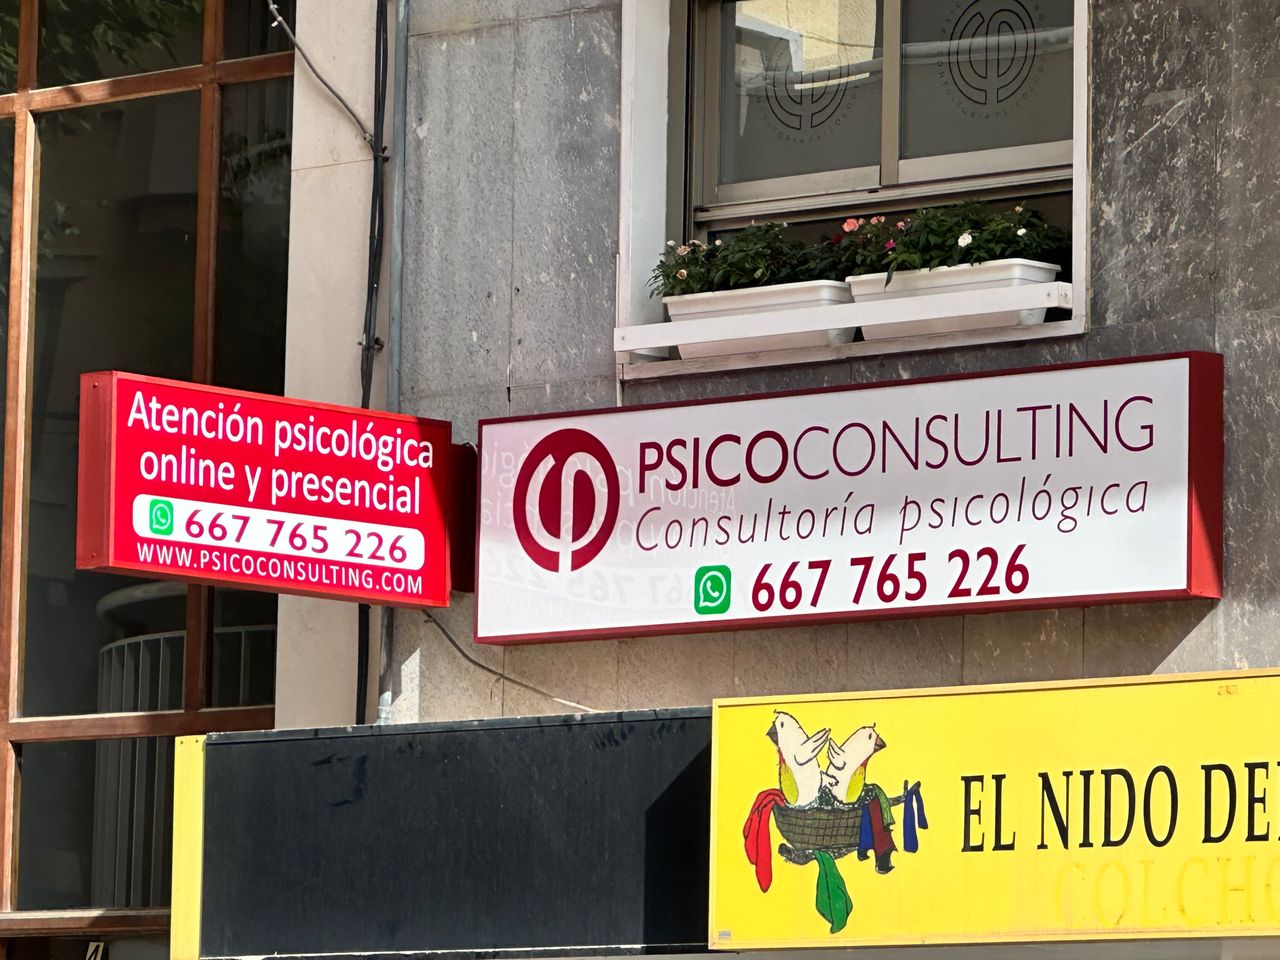 Atención psicológica
online y presencial
667 765 226
WWW.PSICOCONSULTING.COM
PSICOCONSULTING
Consultoría psicológica
667 765 226
EL NIDO DE
COLCH